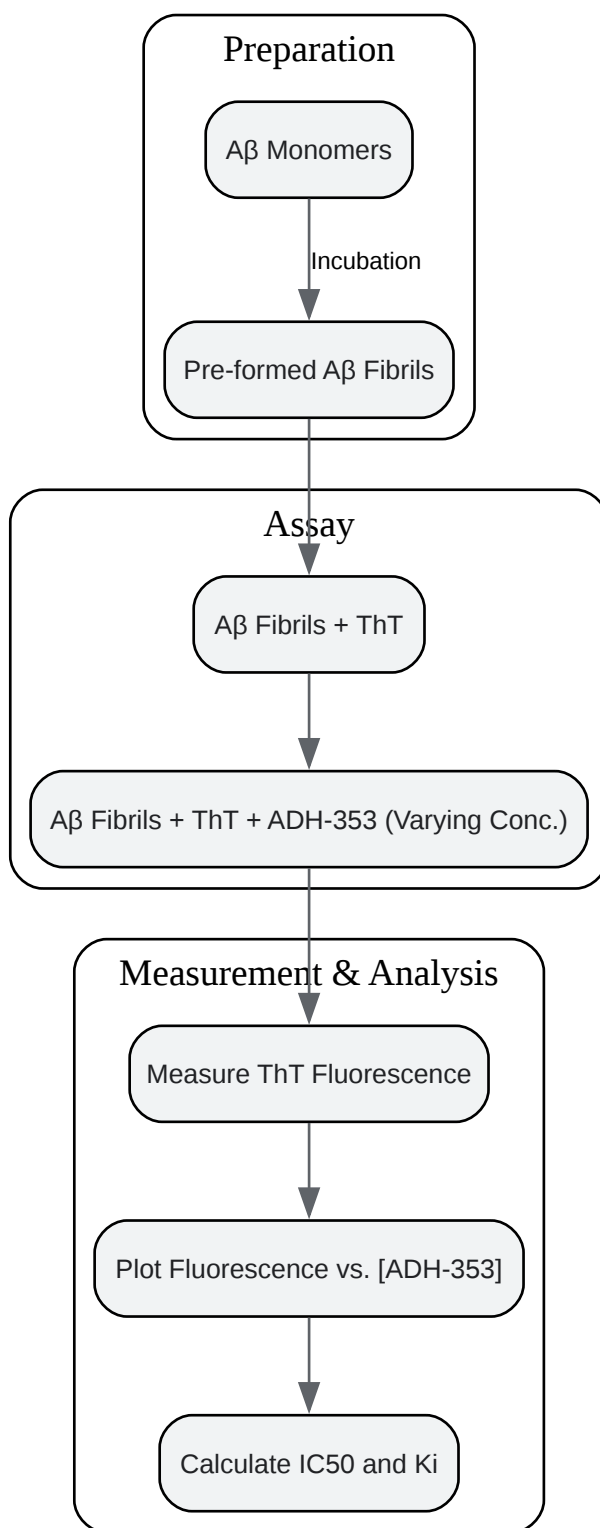 Preparation
Aβ Monomers
Incubation
Pre-formed Aβ Fibrils
Assay
Aβ Fibrils + ThT
Aβ Fibrils + ThT + ADH-353 (Varying Conc.)
Measurement & Analysis
Measure ThT Fluorescence
Plot Fluorescence vs. [ADH-353]
Calculate IC50 and Ki